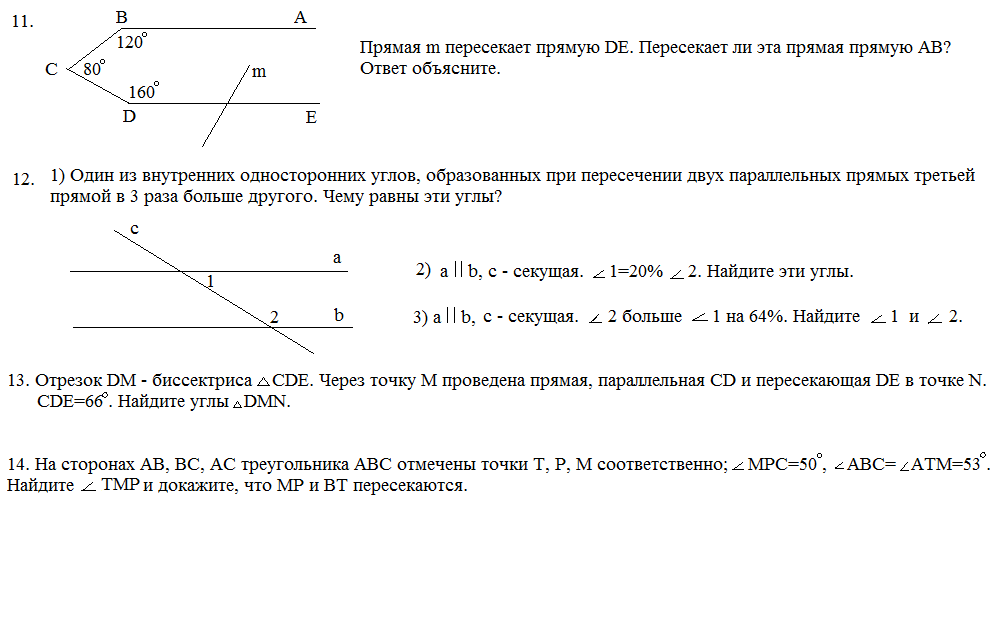 11.
B
A
120°
C
80°
m
160°
D
E
Прямая m пересекает прямую DE. Пересекает ли эта прямая прямую AB?
Ответ объясните.
12. 1) Один из внутренних односторонних углов, образованных при пересечении двух параллельных прямых третьей
прямой в 3 раза больше другого. Чему равны эти углы?
c
a
1
2
b
2) a || b, c - секущая. ∠ 1=20% ∠ 2. Найдите эти углы.
3) a || b, c - секущая. ∠ 2 больше ∠ 1 на 64%. Найдите ∠ 1 и ∠ 2.
13. Отрезок DM - биссектриса △CDE. Через точку M проведена прямая, параллельная CD и пересекающая DE в точке N.
CDE=66°. Найдите углы △DMN.
14. На сторонах AB, BC, AC треугольника ABC отмечены точки T, P, M соответственно; ∠MPC=50°, ∠ABC=∠ATM=53°.
Найдите ∠ TMP и докажите, что MP и BT пересекаются.